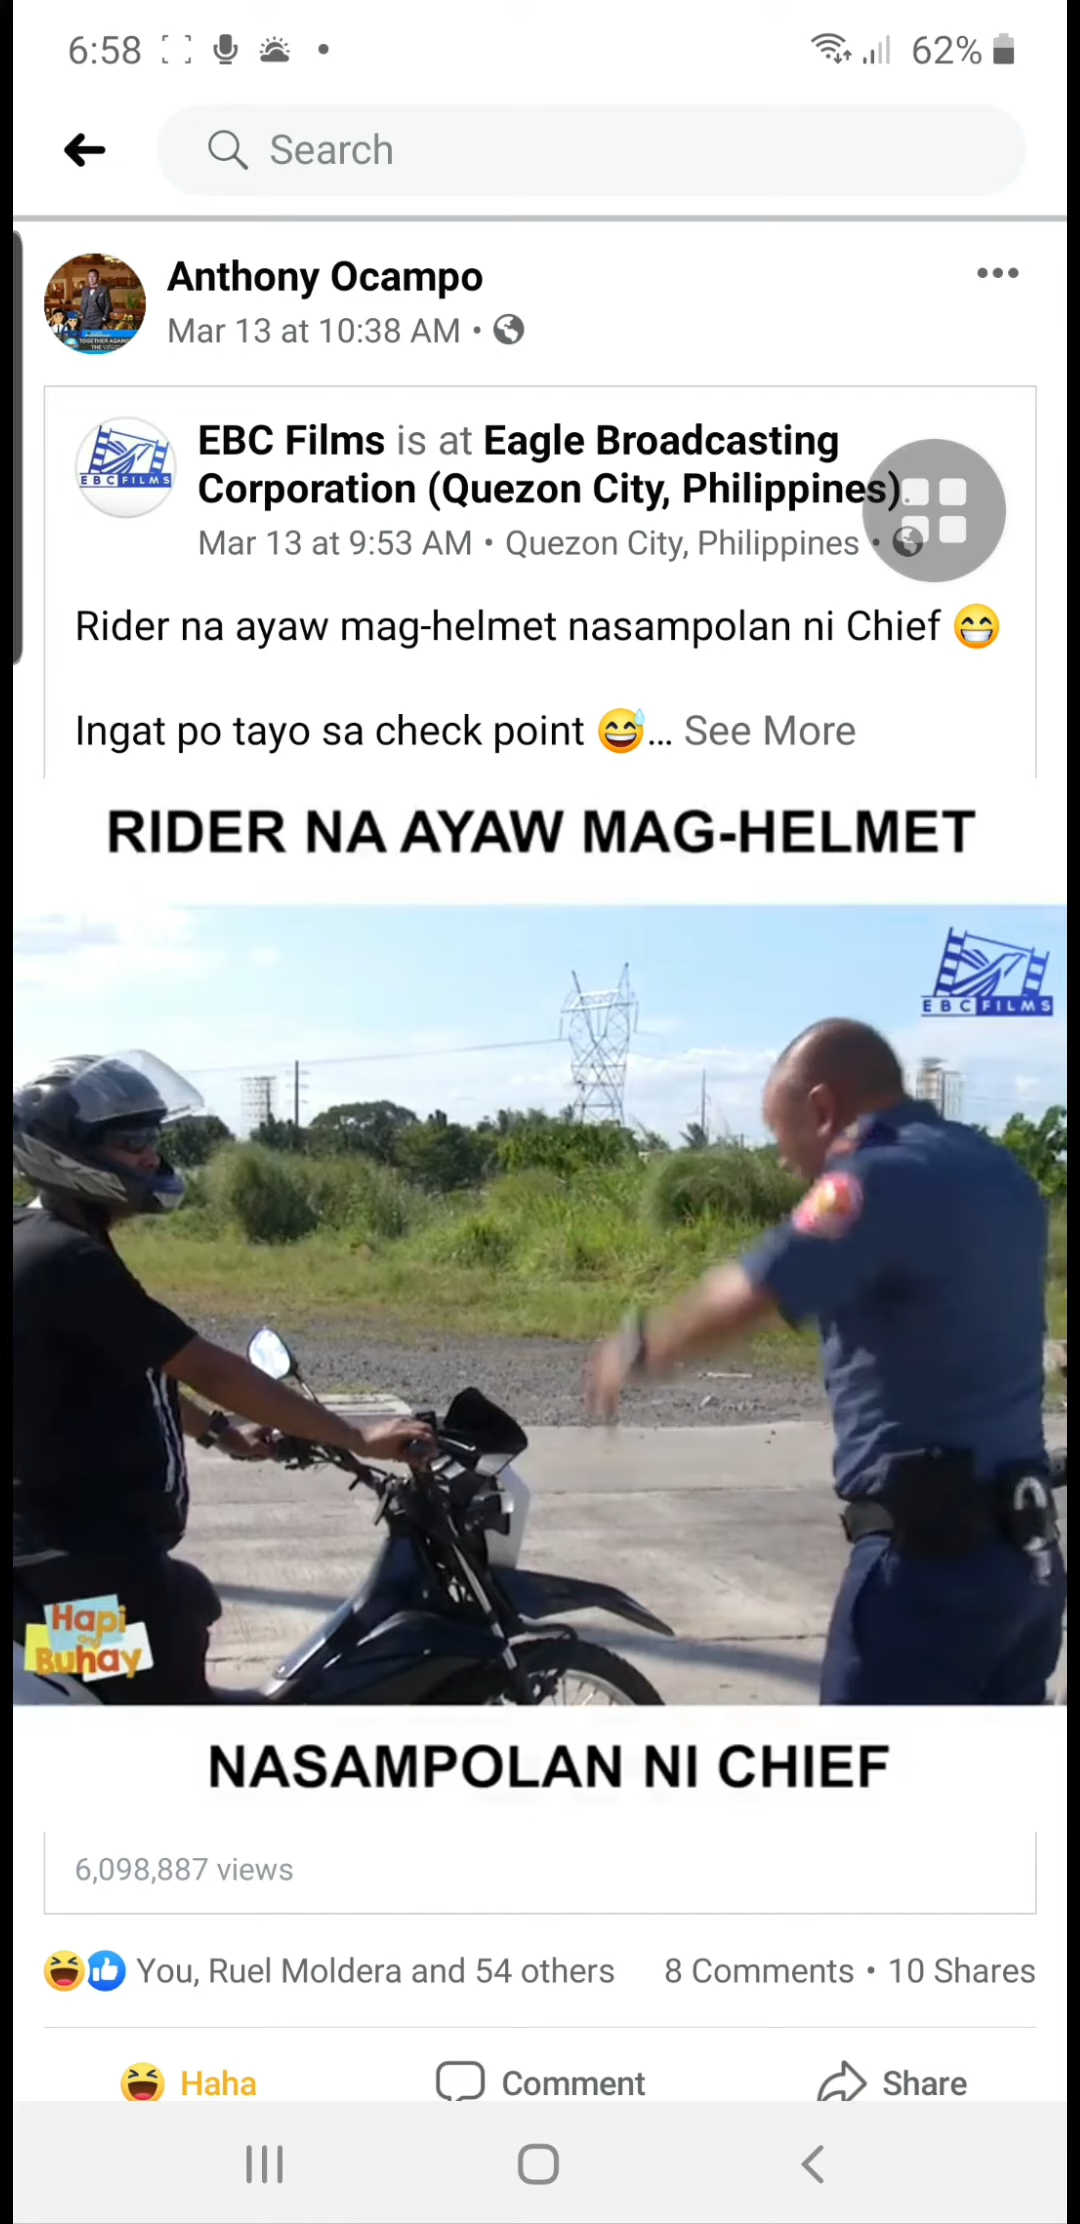 6:58
62%
Search
Anthony Ocampo
Mar 13 at 10:38 AM •
EBC Films is at Eagle Broadcasting
Corporation (Quezon City, Philippines).
Mar 13 at 9:53 AM • Quezon City, Philippines •
EBC FILMS
Rider na ayaw mag-helmet nasampolan ni Chief 😁
Ingat po tayo sa check point 😅... See More
RIDER NA AYAW MAG-HELMET
EBC FILMS
Hapi
ang
Buhay
NASAMPOLAN NI CHIEF
6,098,887 views
You, Ruel Moldera and 54 others 8 Comments • 10 Shares
Haha Comment Share